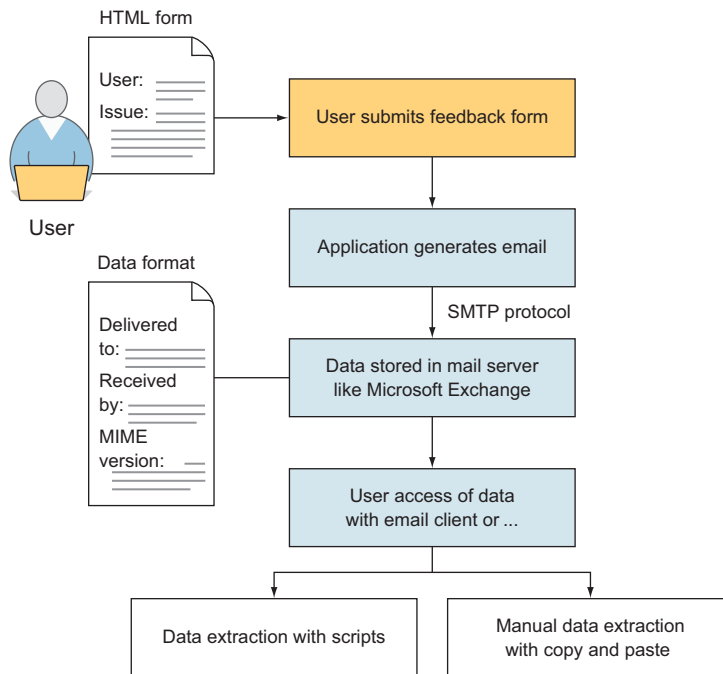 HTML form
User:
Issue:
User
User submits feedback form
Application generates email
SMTP protocol
Data format
Delivered
to:
Received
by:
MIME
version:
Data stored in mail server
like Microsoft Exchange
User access of data
with email client or ...
Data extraction with scripts
Manual data extraction
with copy and paste